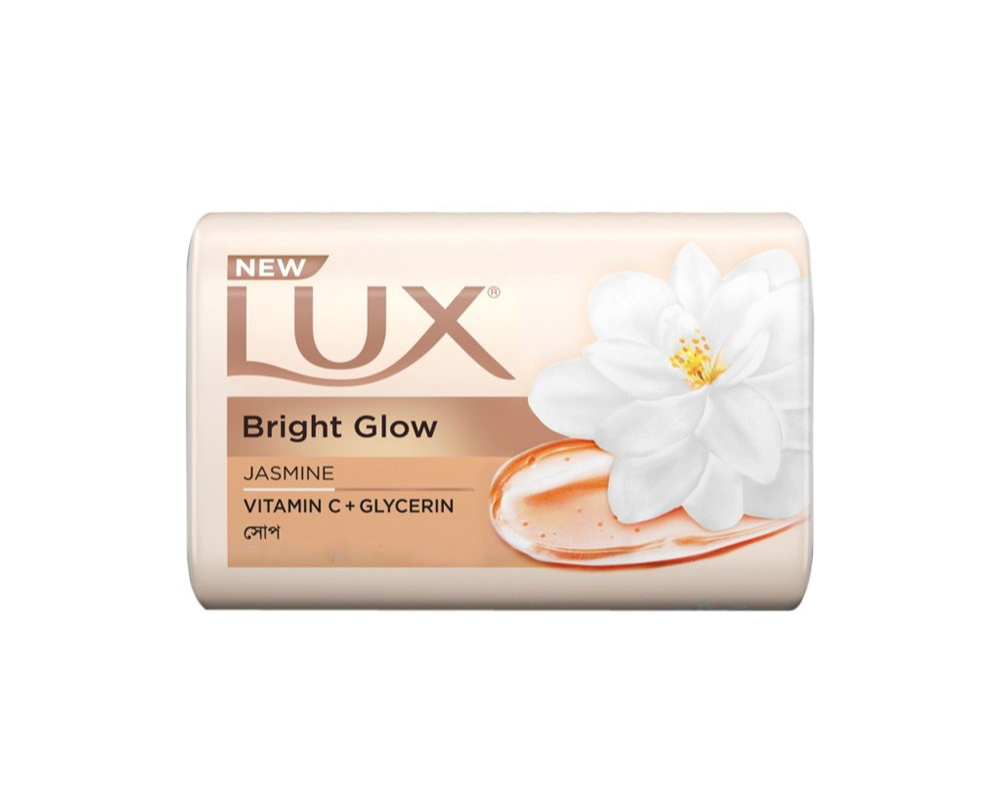 NEW
LUX®
Bright Glow
JASMINE
VITAMIN C + GLYCERIN
সোপ